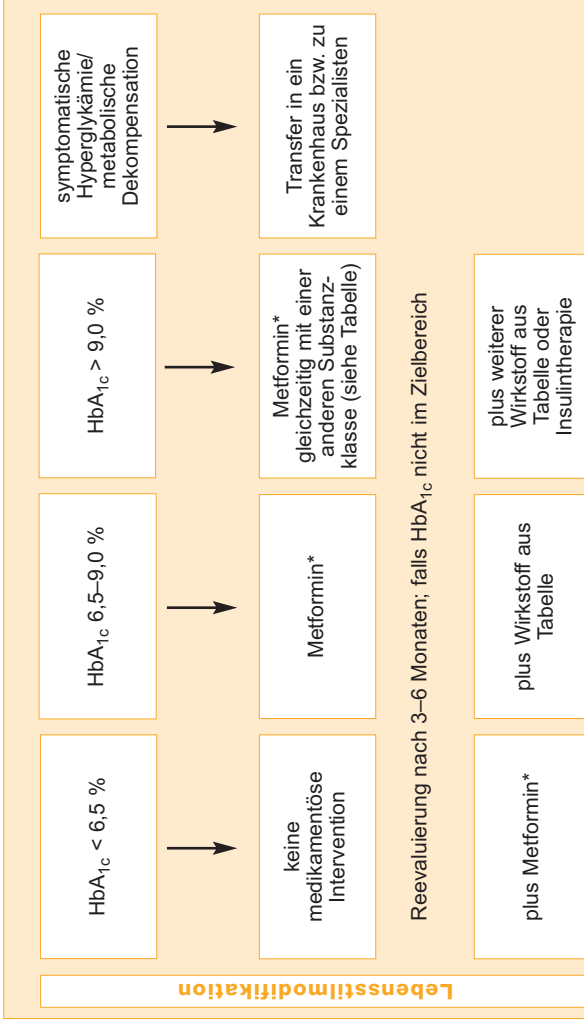 Lebensstilmodifikation
HbA1c < 6,5 %
HbA1c 6,5–9,0 %
HbA1c > 9,0 %
symptomatische
Hyperglykämie/
metabolische
Dekompensation
keine
medikamentöse
Intervention
Metformin*
Metformin*
gleichzeitig mit einer
anderen Substanz-
klasse (siehe Tabelle)
Transfer in ein
Krankenhaus bzw. zu
einem Spezialisten
Reevaluierung nach 3–6 Monaten; falls HbA1c nicht im Zielbereich
plus Metformin*
plus Wirkstoff aus
Tabelle
plus weiterer
Wirkstoff aus
Tabelle oder
Insulintherapie